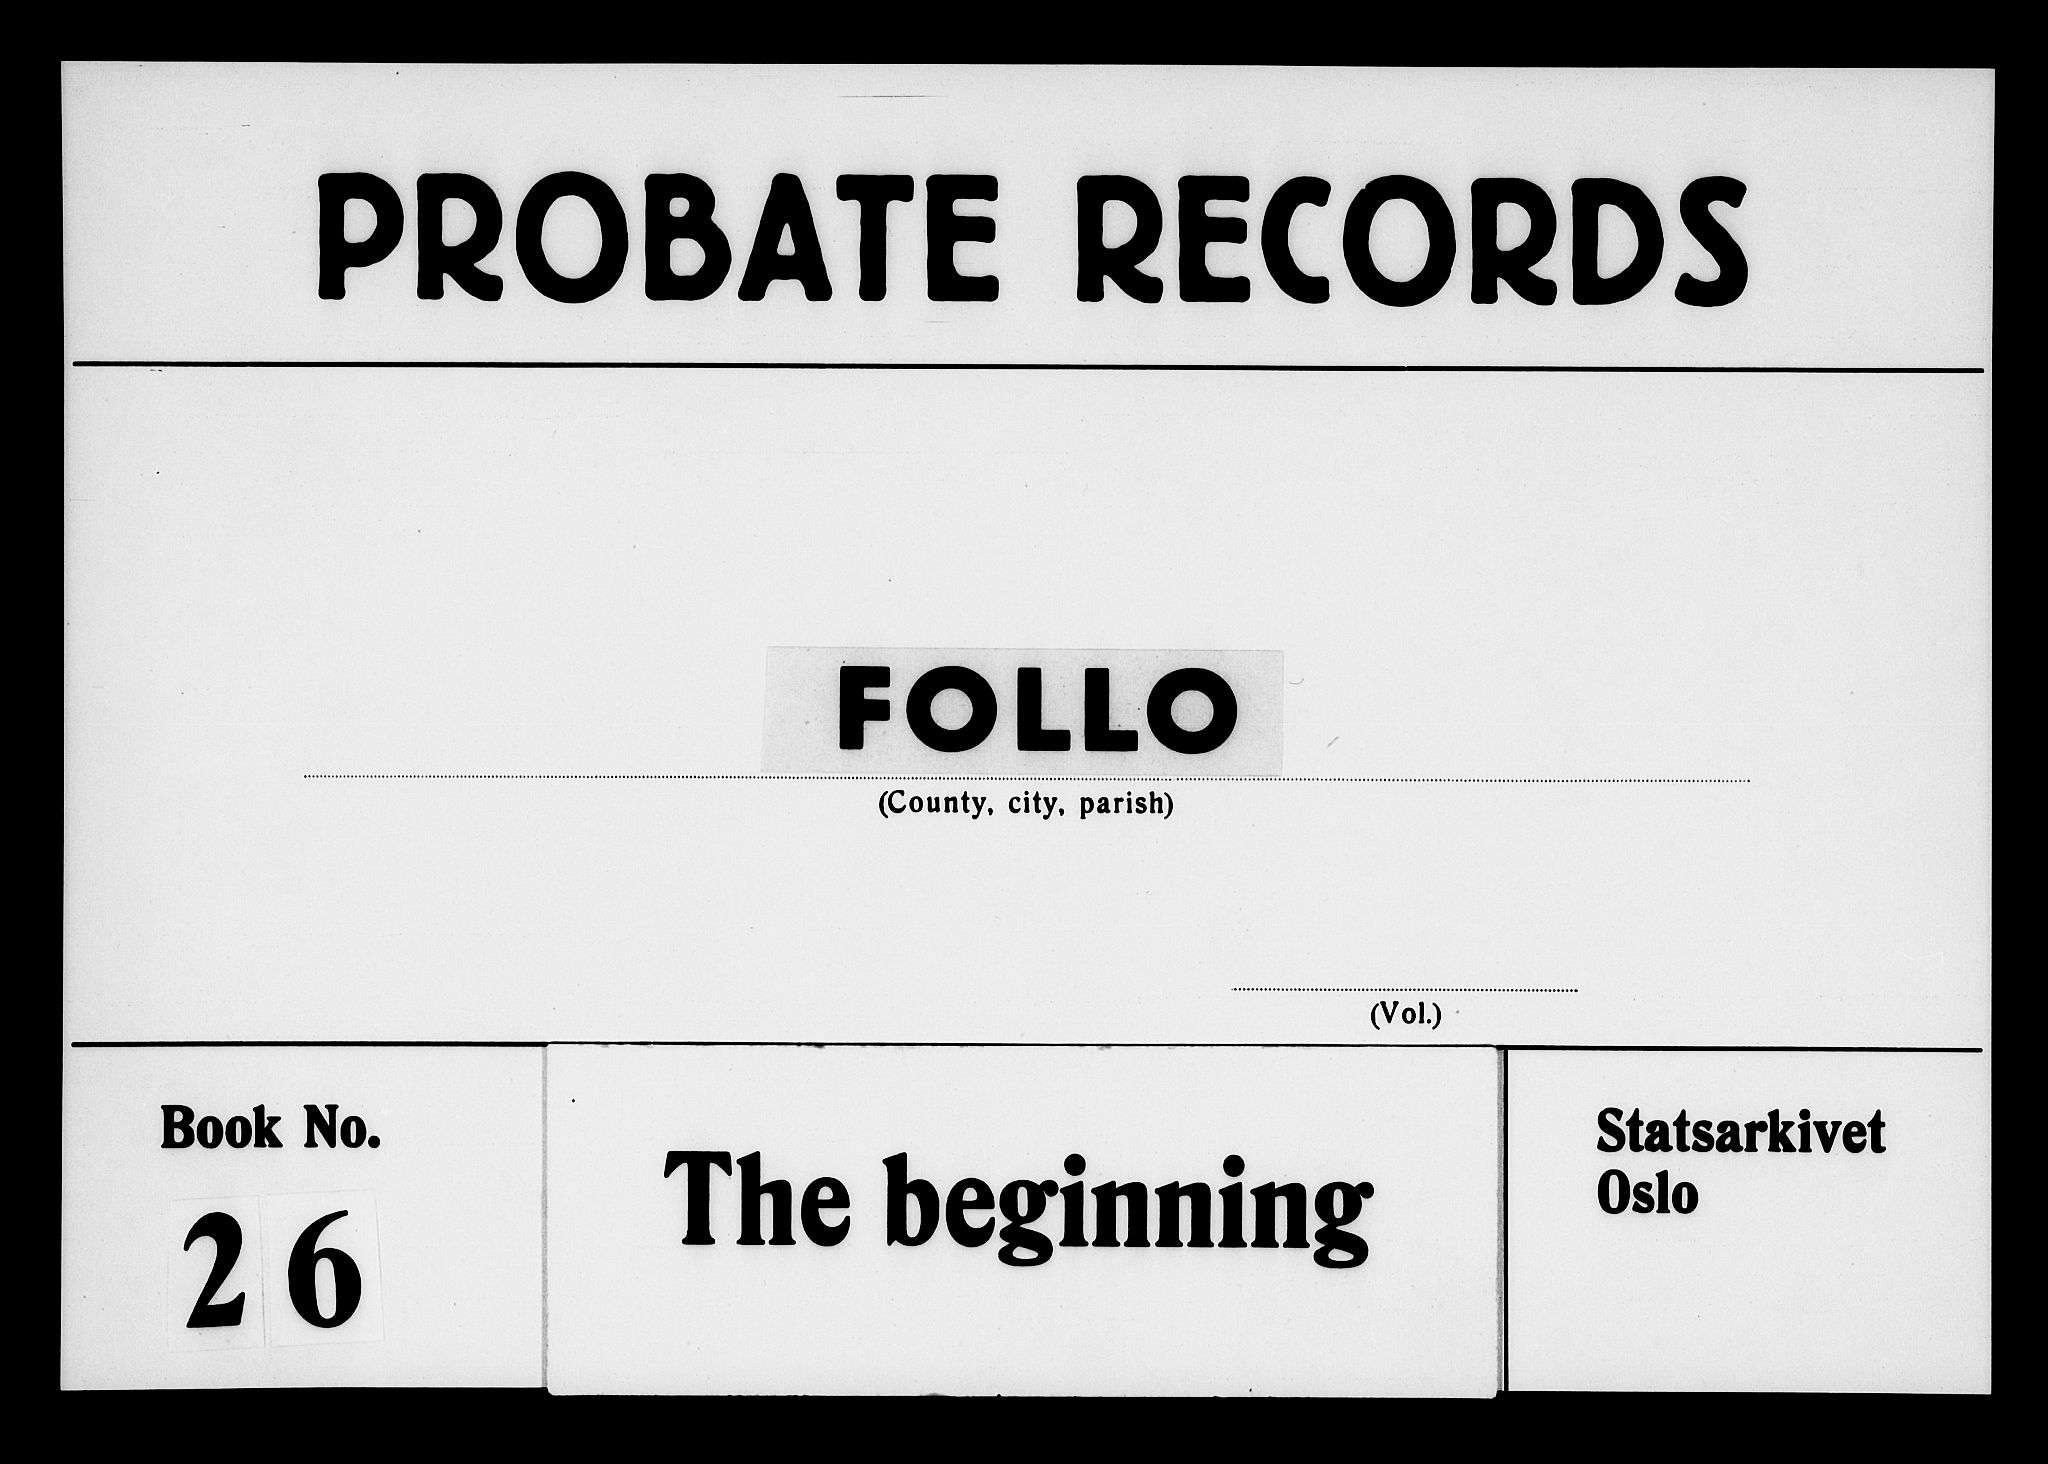 PROBATE RECORDS
FOLLO
(County, city, parish)
(Vol.)
Book No.
26
The beginning
Statsarkivet
Oslo